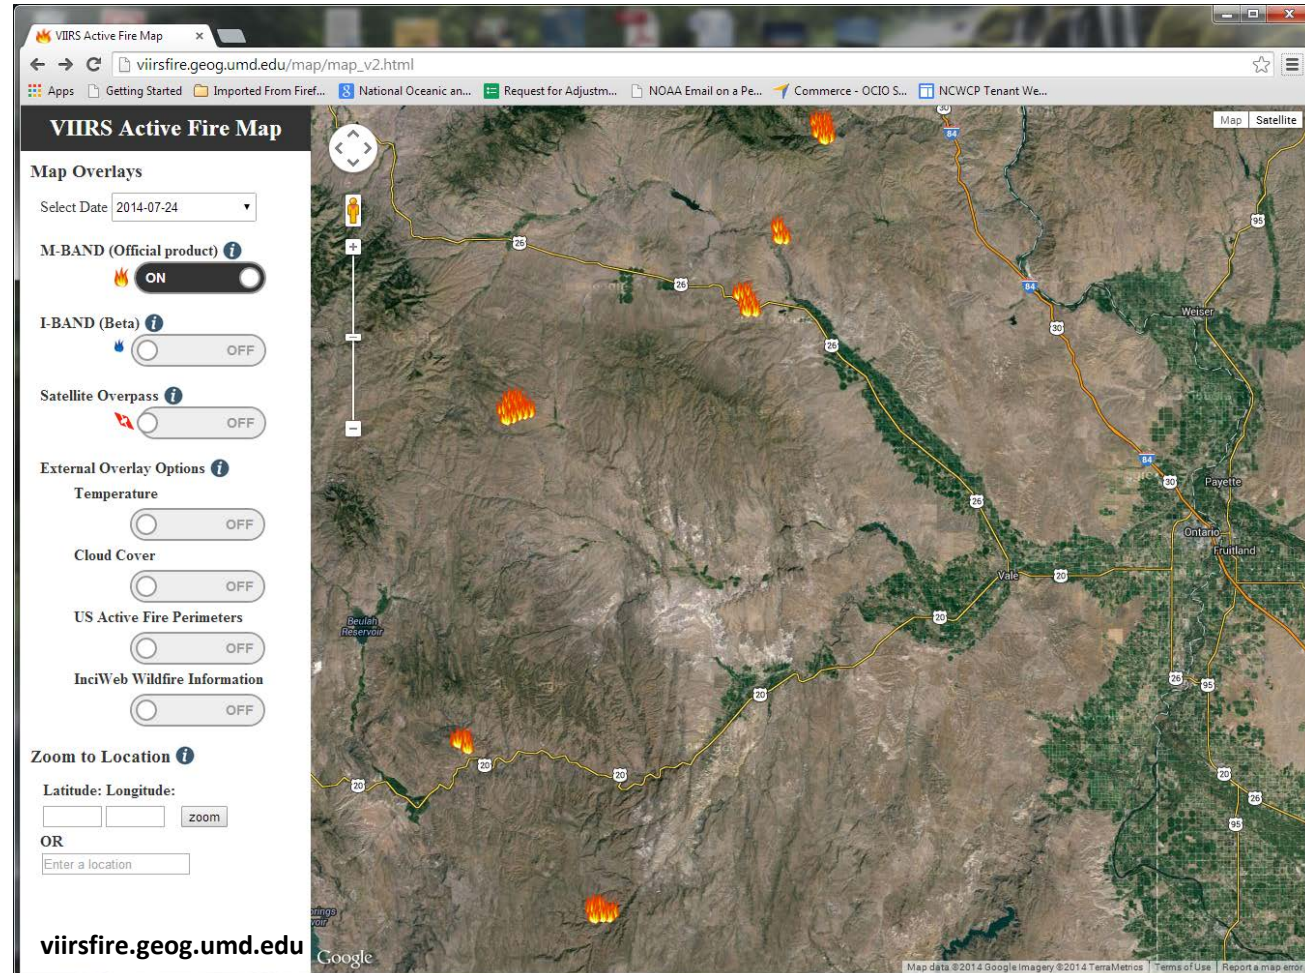 VIIRS Active Fire Map
viirsfire.geog.umd.edu/map/map_v2.html
Apps Getting Started Imported From Firef... National Oceanic an... Request for Adjustm... NOAA Email on a Pe... Commerce - OCIO S... NCWCP Tenant We...
VIIRS Active Fire Map
Map Overlays
Select Date 2014-07-24
M-BAND (Official product)
ON
I-BAND (Beta)
OFF
Satellite Overpass
OFF
External Overlay Options
Temperature
OFF
Cloud Cover
OFF
US Active Fire Perimeters
OFF
InciWeb Wildfire Information
OFF
Zoom to Location
Latitude: Longitude:
zoom
OR
Enter a location
viirsfire.geog.umd.edu
Map Satellite
30
84
95
26
26
84
Weiser
30
26
84
30
Payette
26
Ontario
Fruitland
Vale
20
20
Beulah
Reservoir
26
95
20
20
20
20
20
26
95
Google
Map data ©2014 Google Imagery ©2014 TerraMetrics Terms of Use Report a map error